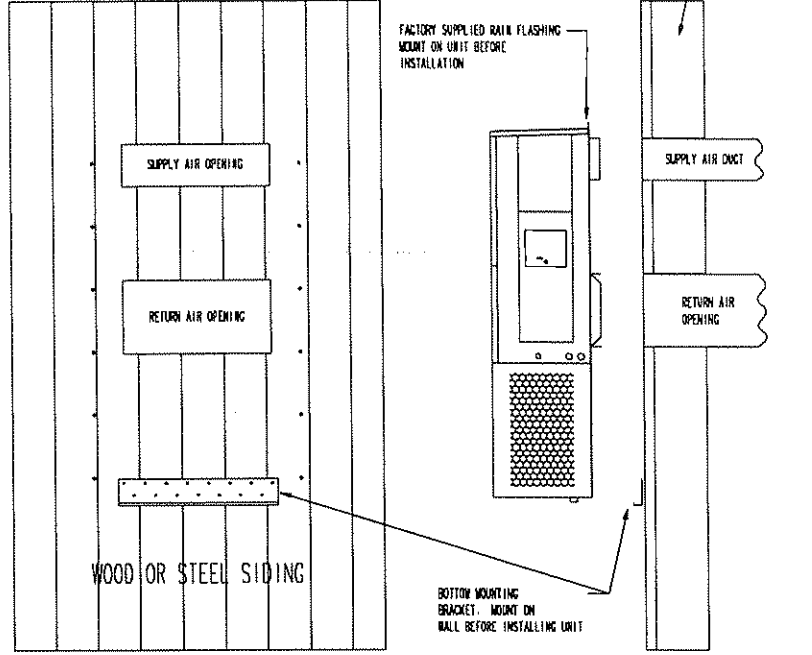 FACTORY SUPPLIED RAIN FLASHING
MOUNT ON UNIT BEFORE
INSTALLATION
SUPPLY AIR OPENING
SUPPLY AIR DUCT
RETURN AIR OPENING
RETURN AIR
OPENING
WOOD OR STEEL SIDING
BOTTOM MOUNTING
BRACKET. MOUNT ON
WALL BEFORE INSTALLING UNIT